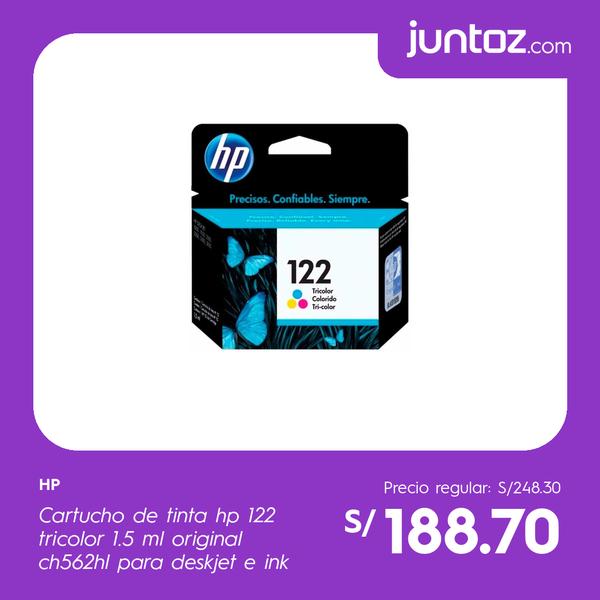 juntoz.com
hp
Precisos. Confiables. Siempre.
122
Tricolor
Colorido
Tri-color
HP
Precio regular: S/248.30
Cartucho de tinta hp 122
tricolor 1.5 ml original
ch562hl para deskjet e ink
S/188.70